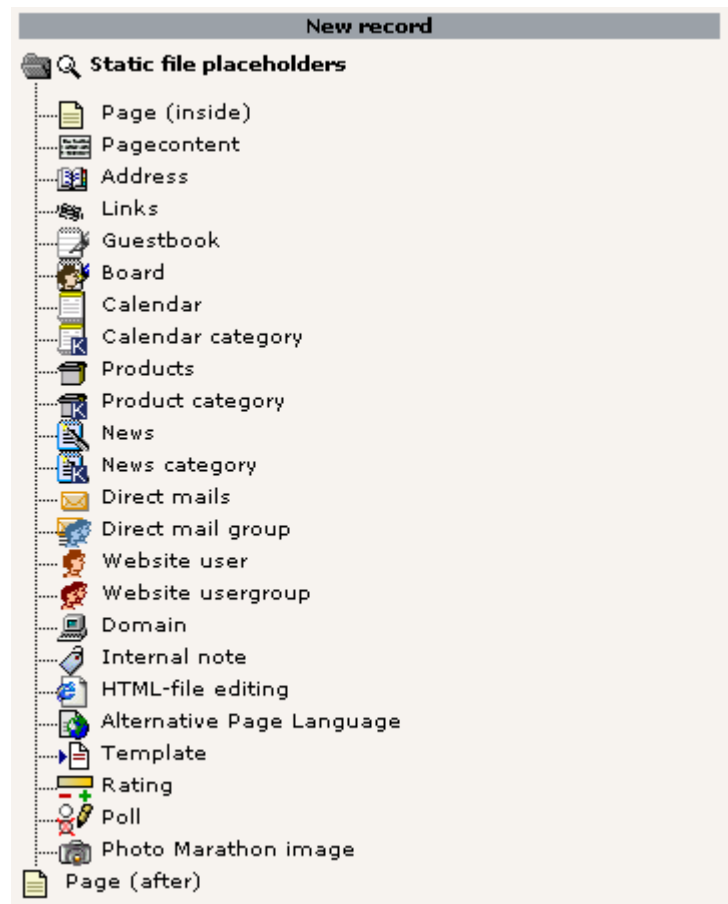 New record
Static file placeholders
Page (inside)
Pagecontent
Address
Links
Guestbook
Board
Calendar
Calendar category
Products
Product category
News
News category
Direct mails
Direct mail group
Website user
Website usergroup
Domain
Internal note
HTML-file editing
Alternative Page Language
Template
Rating
Poll
Photo Marathon image
Page (after)